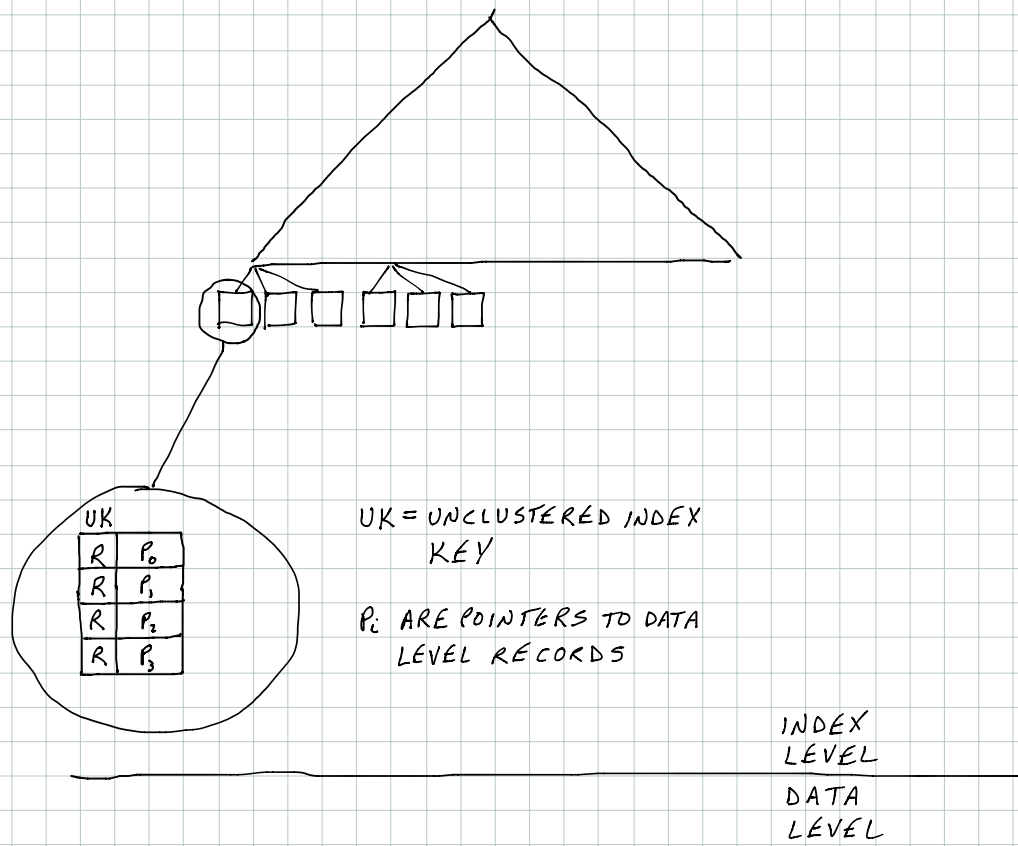 UK
R P₀
R P₁
R P₂
R P₃
UK = UNCLUSTERED INDEX
KEY
Pᵢ ARE POINTERS TO DATA
LEVEL RECORDS
INDEX
LEVEL
DATA
LEVEL